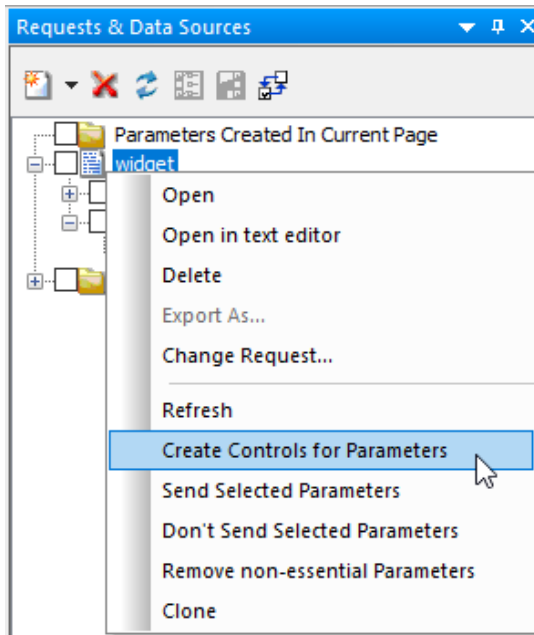 Requests & Data Sources
Parameters Created In Current Page
widget
Open
Open in text editor
Delete
Export As...
Change Request...
Refresh
Create Controls for Parameters
Send Selected Parameters
Don't Send Selected Parameters
Remove non-essential Parameters
Clone